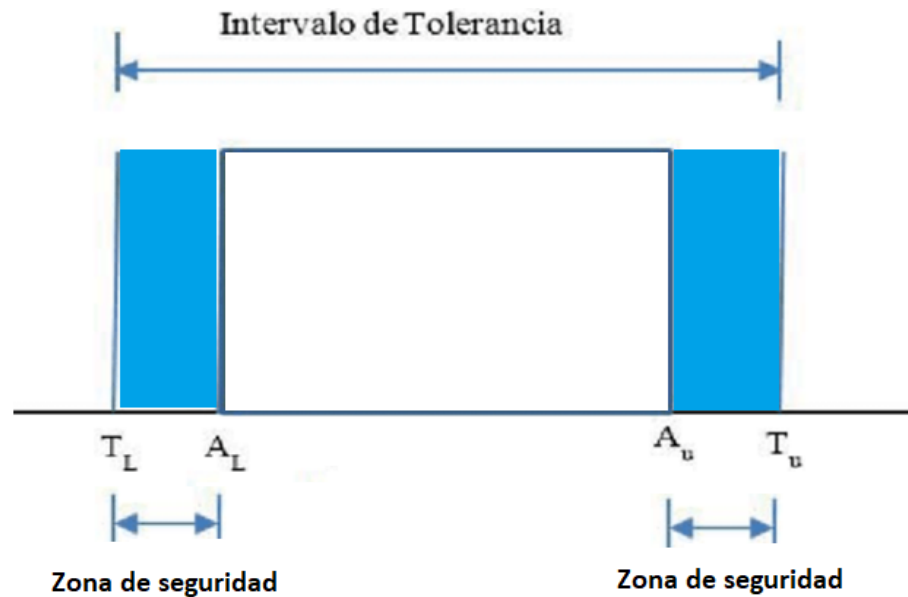 Intervalo de Tolerancia
T_L A_L A_u T_u
Zona de seguridad Zona de seguridad